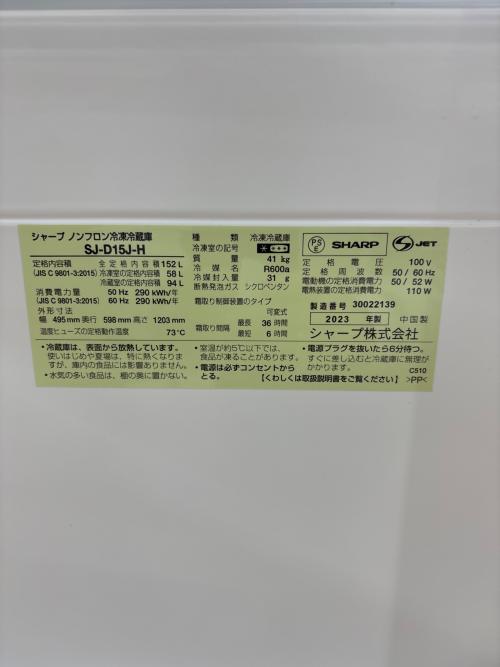 シャープ ノンフロン冷凍冷蔵庫
SJ-D15J-H
定格内容積 全定格内容積 152 L
(JIS C 9801-3:2015) 冷凍室の定格内容積 58 L
冷蔵室の定格内容積 94 L
消費電力量 50 Hz 290 kWh/年
(JIS C 9801-3:2015) 60 Hz 290 kWh/年
外形寸法
幅 495 mm 奥行 598 mm 高さ 1203 mm
温度ヒューズの定格動作温度 73℃
種類 冷凍冷蔵庫
冷凍室の記号
質量 41 kg
冷媒名 R600a
冷媒封入量 31 g
断熱発泡ガス シクロペンタン
霜取り制御装置のタイプ
可変式
霜取り間隔 最長 36 時間
最短 6 時間
PSE SHARP S JET
定格電圧 100 V
定格周波数 50 / 60 Hz
電動機の定格消費電力 50 / 52 W
電熱装置の定格消費電力 110 W
製造番号 30022139
2023 年製 中国製
シャープ株式会社
• 冷蔵庫は、表面から放熱しています。
使いはじめや夏場は、特に熱くなりま
すが、庫内の食品には影響ありません。
• 水気の多い食品は、棚の奥に置かない。
• 室温が約5℃以下では、
食品が凍ることがあります。
• 電源は必ずコンセントから
とる。
• 電源プラグを抜いたら6分待つ。
すぐに差し込むと冷蔵庫に無理が
かかります。 C510
【くわしくは取扱説明書をご覧ください】 >PP<